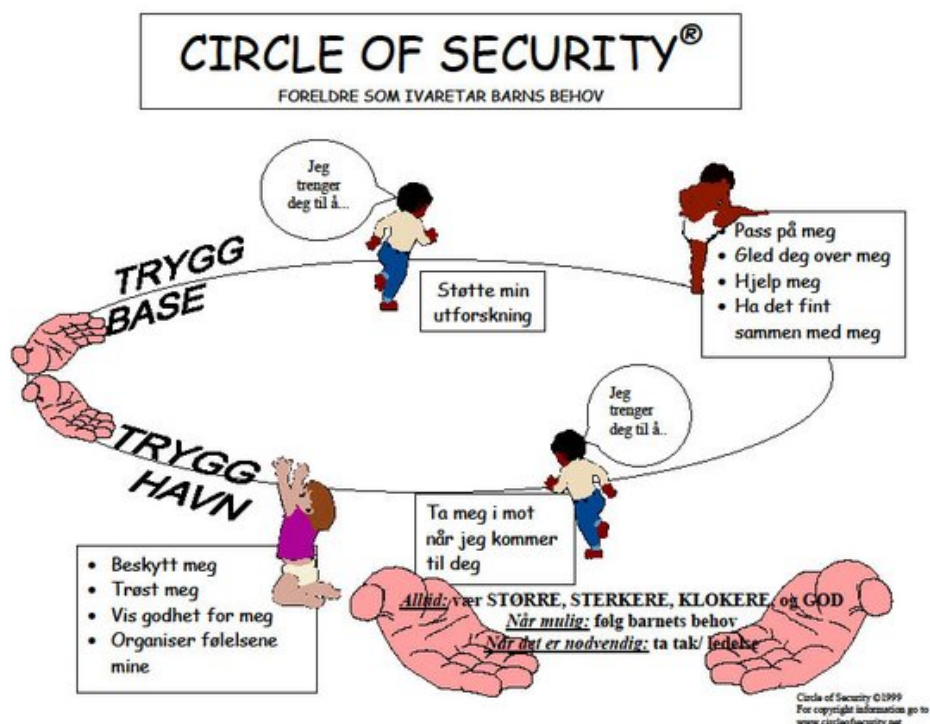 CIRCLE OF SECURITY®
FORELDRE SOM IVARETAR BARNS BEHOV
Jeg
trenger
deg til å...
TRYGG
BASE
Støtte min
utforskning
• Pass på meg
• Gled deg over meg
• Hjelp meg
• Ha det fint
sammen med meg
Jeg
trenger
deg til å..
TRYGG
HAVN
Ta meg i mot
når jeg kommer
til deg
• Beskytt meg
• Trøst meg
• Vis godhet for meg
• Organiser følelsene
mine
Alltid: vær STØRRE, STERKERE, KLOKERE, og GOD
Når mulig: følg barnets behov
Når det er nødvendig: ta tak/ ledelse
Circle of Security ©1999
For copyright information go to
www.circleofsecurity.net